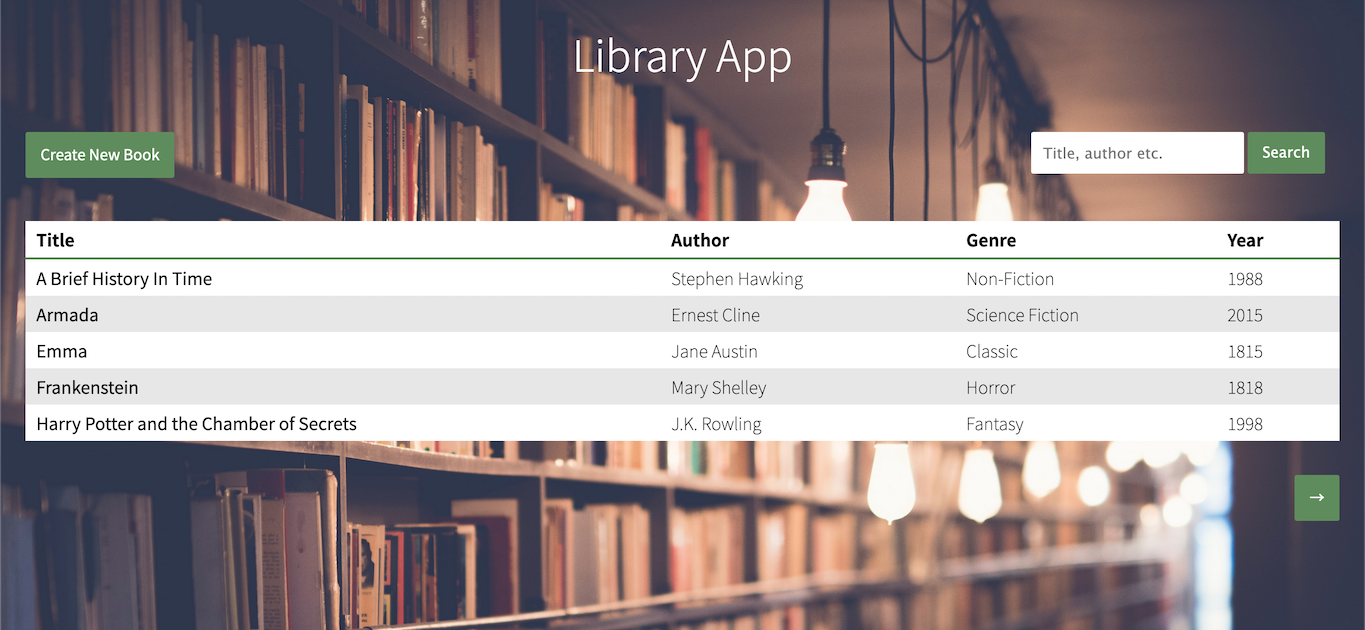 Library App
Create New Book
Title, author etc. Search
Title Author Genre Year
A Brief History In Time Stephen Hawking Non-Fiction 1988
Armada Ernest Cline Science Fiction 2015
Emma Jane Austin Classic 1815
Frankenstein Mary Shelley Horror 1818
Harry Potter and the Chamber of Secrets J.K. Rowling Fantasy 1998
→